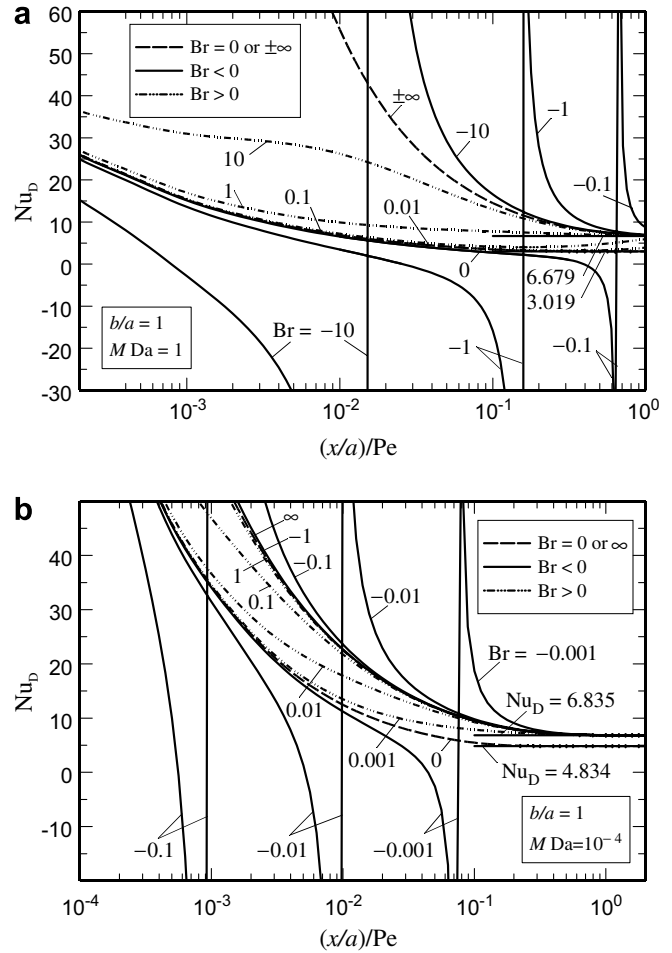 a
60
50
40
30
20
10
0
-10
-20
-30
Nu_D
Br = 0 or ±∞
Br < 0
Br > 0
±∞
−10
−1
−0.1
10
1
0.1
0.01
0
6.679
3.019
b/a = 1
M Da = 1
Br = −10
−1
−0.1
10⁻³ 10⁻² 10⁻¹ 10⁰
(x/a)/Pe
b
40
30
20
10
0
-10
Nu_D
∞
−1
−0.1
1
0.1
−0.01
Br = 0 or ∞
Br < 0
Br > 0
Br = −0.001
Nu_D = 6.835
0.01
0.001
0
Nu_D = 4.834
b/a = 1
M Da=10⁻⁴
−0.1
−0.01
−0.001
10⁻⁴ 10⁻³ 10⁻² 10⁻¹ 10⁰
(x/a)/Pe